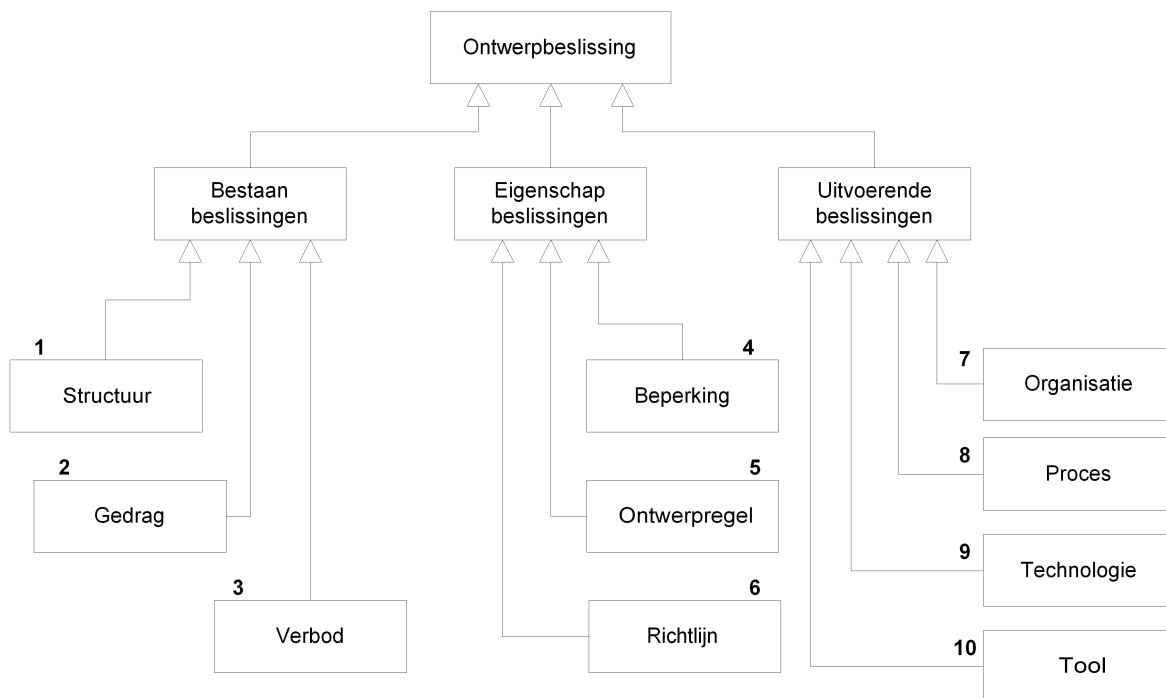 Ontwerpbeslissing
Bestaan
beslissingen
Eigenschap
beslissingen
Uitvoerende
beslissingen
1
Structuur
2
Gedrag
3
Verbod
4
Beperking
5
Ontwerpregel
6
Richtlijn
7
Organisatie
8
Proces
9
Technologie
10
Tool